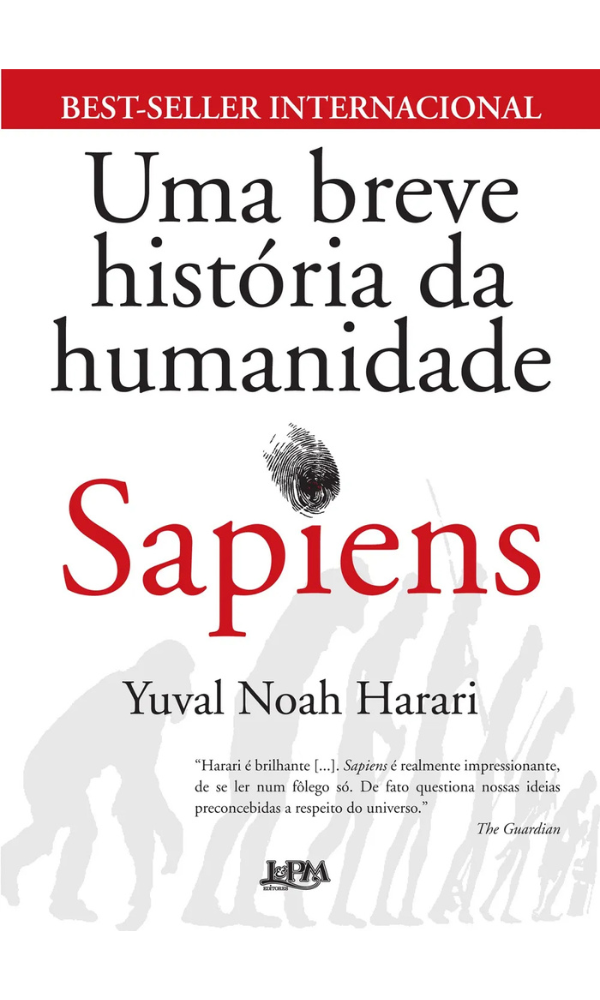 BEST-SELLER INTERNACIONAL
Uma breve
história da
humanidade
Sapiens
Yuval Noah Harari
“Harari é brilhante [...]. Sapiens é realmente impressionante,
de se ler num fôlego só. De fato questiona nossas ideias
preconcebidas a respeito do universo.”
The Guardian
L&PM
EDITORES